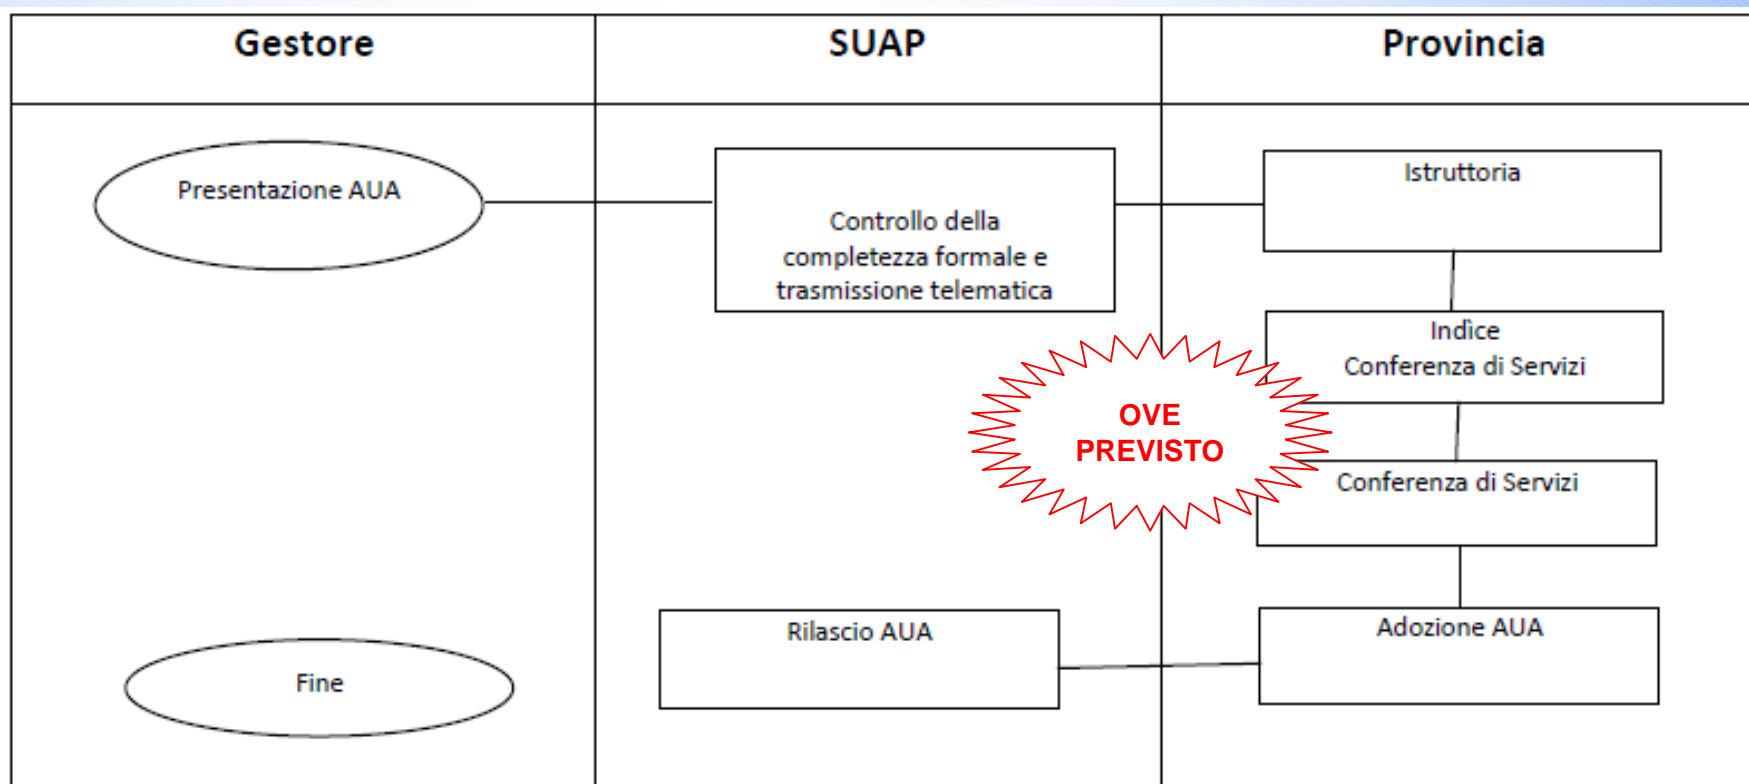 Gestore
SUAP
Provincia
Presentazione AUA
Controllo della
completezza formale e
trasmissione telematica
Istruttoria
Indìce
Conferenza di Servizi
OVE
PREVISTO
Conferenza di Servizi
Adozione AUA
Rilascio AUA
Fine